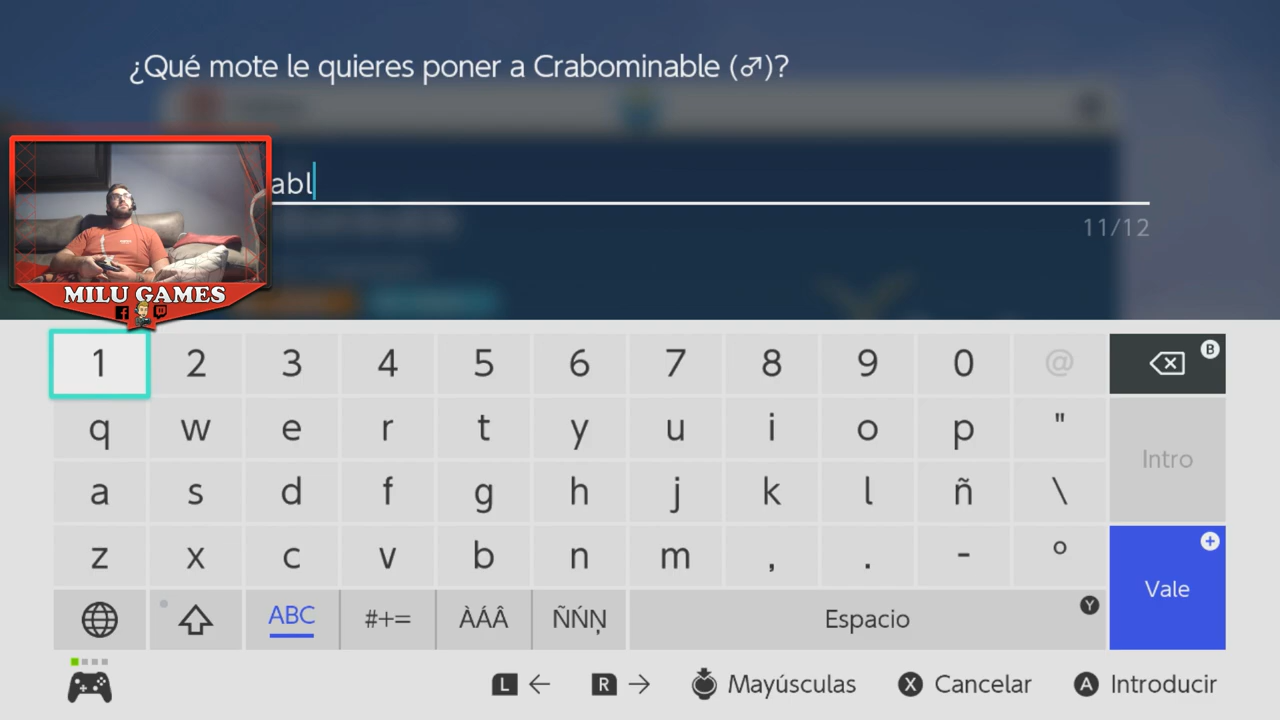 ¿Qué mote le quieres poner a Crabominable (♂)?
abl
11/12
MILU GAMES
1 2 3 4 5 6 7 8 9 0 @ B
q w e r t y u i o p "
Intro
a s d f g h j k l ñ \
z x c v b n m , . - º
+
Vale
ABC #+= ÀÁÂ ÑŃŅ Espacio Y
L ← R → Mayúsculas X Cancelar A Introducir